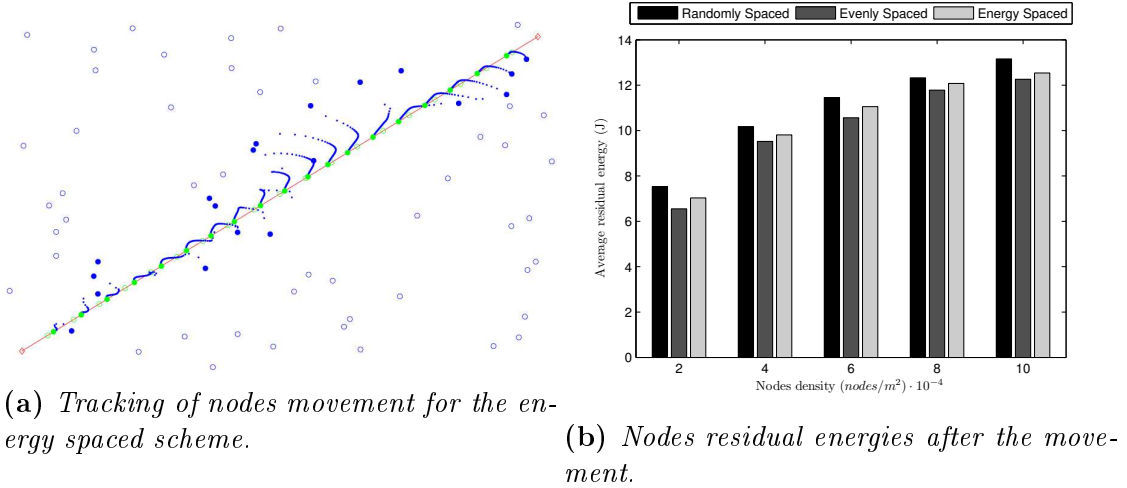 Randomly Spaced Evenly Spaced Energy Spaced
14
12
10
8
6
4
2
0
Average residual energy (J)
2 4 6 8 10
Nodes density (nodes/m²) · 10⁻⁴
(a) Tracking of nodes movement for the en-
ergy spaced scheme.
(b) Nodes residual energies after the move-
ment.